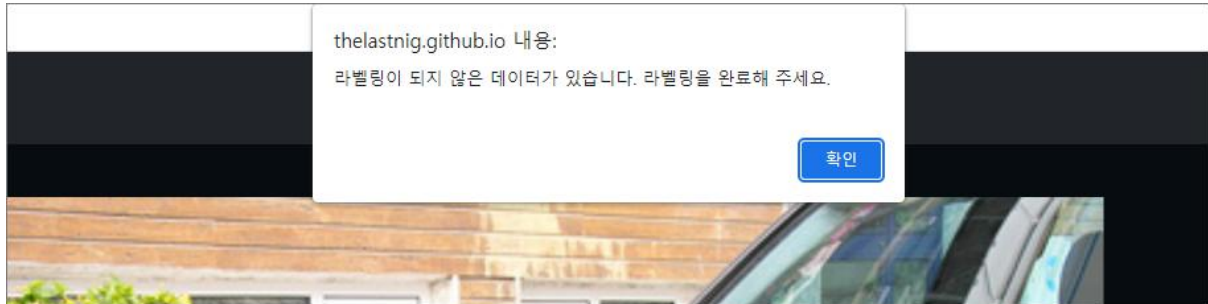 thelastnig.github.io 내용:
라벨링이 되지 않은 데이터가 있습니다. 라벨링을 완료해 주세요.
확인